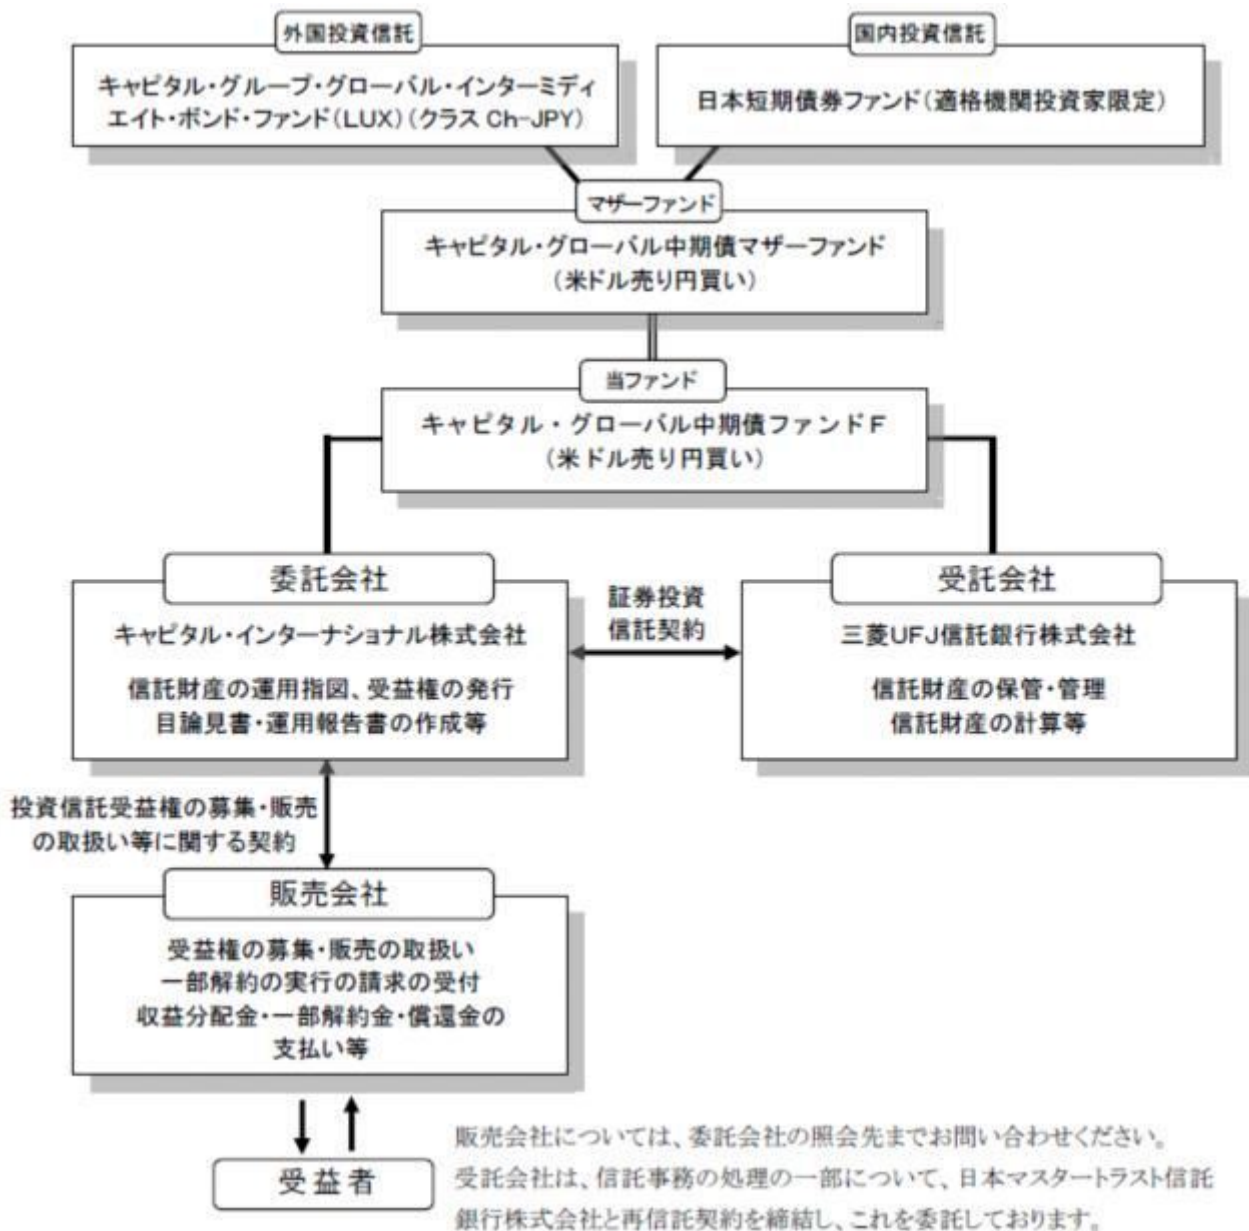 外国投資信託
キャピタル・グループ・グローバル・インターミディ
エイト・ボンド・ファンド(LUX)(クラス Ch-JPY)
国内投資信託
日本短期債券ファンド(適格機関投資家限定)
マザーファンド
キャピタル・グローバル中期債マザーファンド
(米ドル売り円買い)
当ファンド
キャピタル・グローバル中期債ファンドF
(米ドル売り円買い)
委託会社
キャピタル・インターナショナル株式会社
信託財産の運用指図、受益権の発行
目論見書・運用報告書の作成等
証券投資
信託契約
受託会社
三菱UFJ信託銀行株式会社
信託財産の保管・管理
信託財産の計算等
投資信託受益権の募集・販売
の取扱い等に関する契約
販売会社
受益権の募集・販売の取扱い
一部解約の実行の請求の受付
収益分配金・一部解約金・償還金の
支払い等
受益者
販売会社については、委託会社の照会先までお問い合わせください。
受託会社は、信託事務の処理の一部について、日本マスタートラスト信託
銀行株式会社と再信託契約を締結し、これを委託しております。